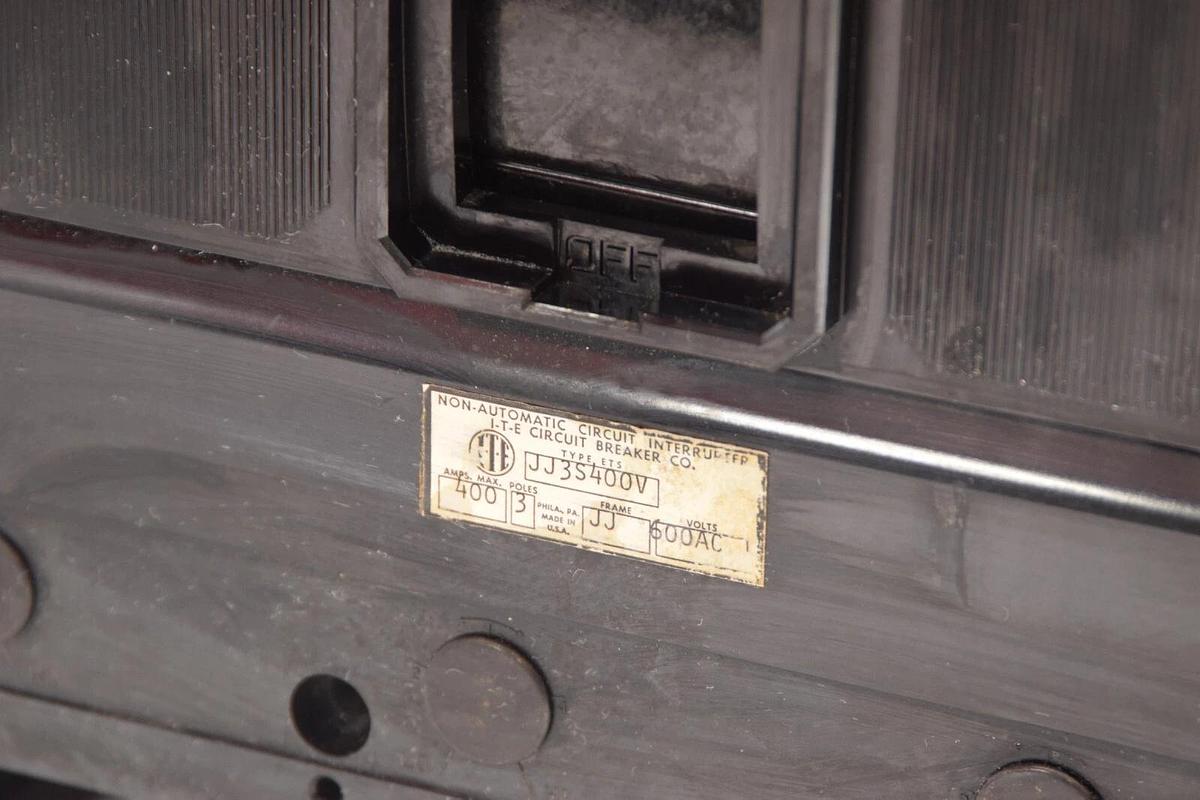 OFF
NON-AUTOMATIC CIRCUIT INTERRUPTER
I-T-E CIRCUIT BREAKER CO.
I-T-E
TYPE ETS
JJ3S400V
AMPS. MAX. POLES
400 3
PHILA., PA.
MADE IN
U.S.A.
FRAME
JJ
VOLTS
600AC